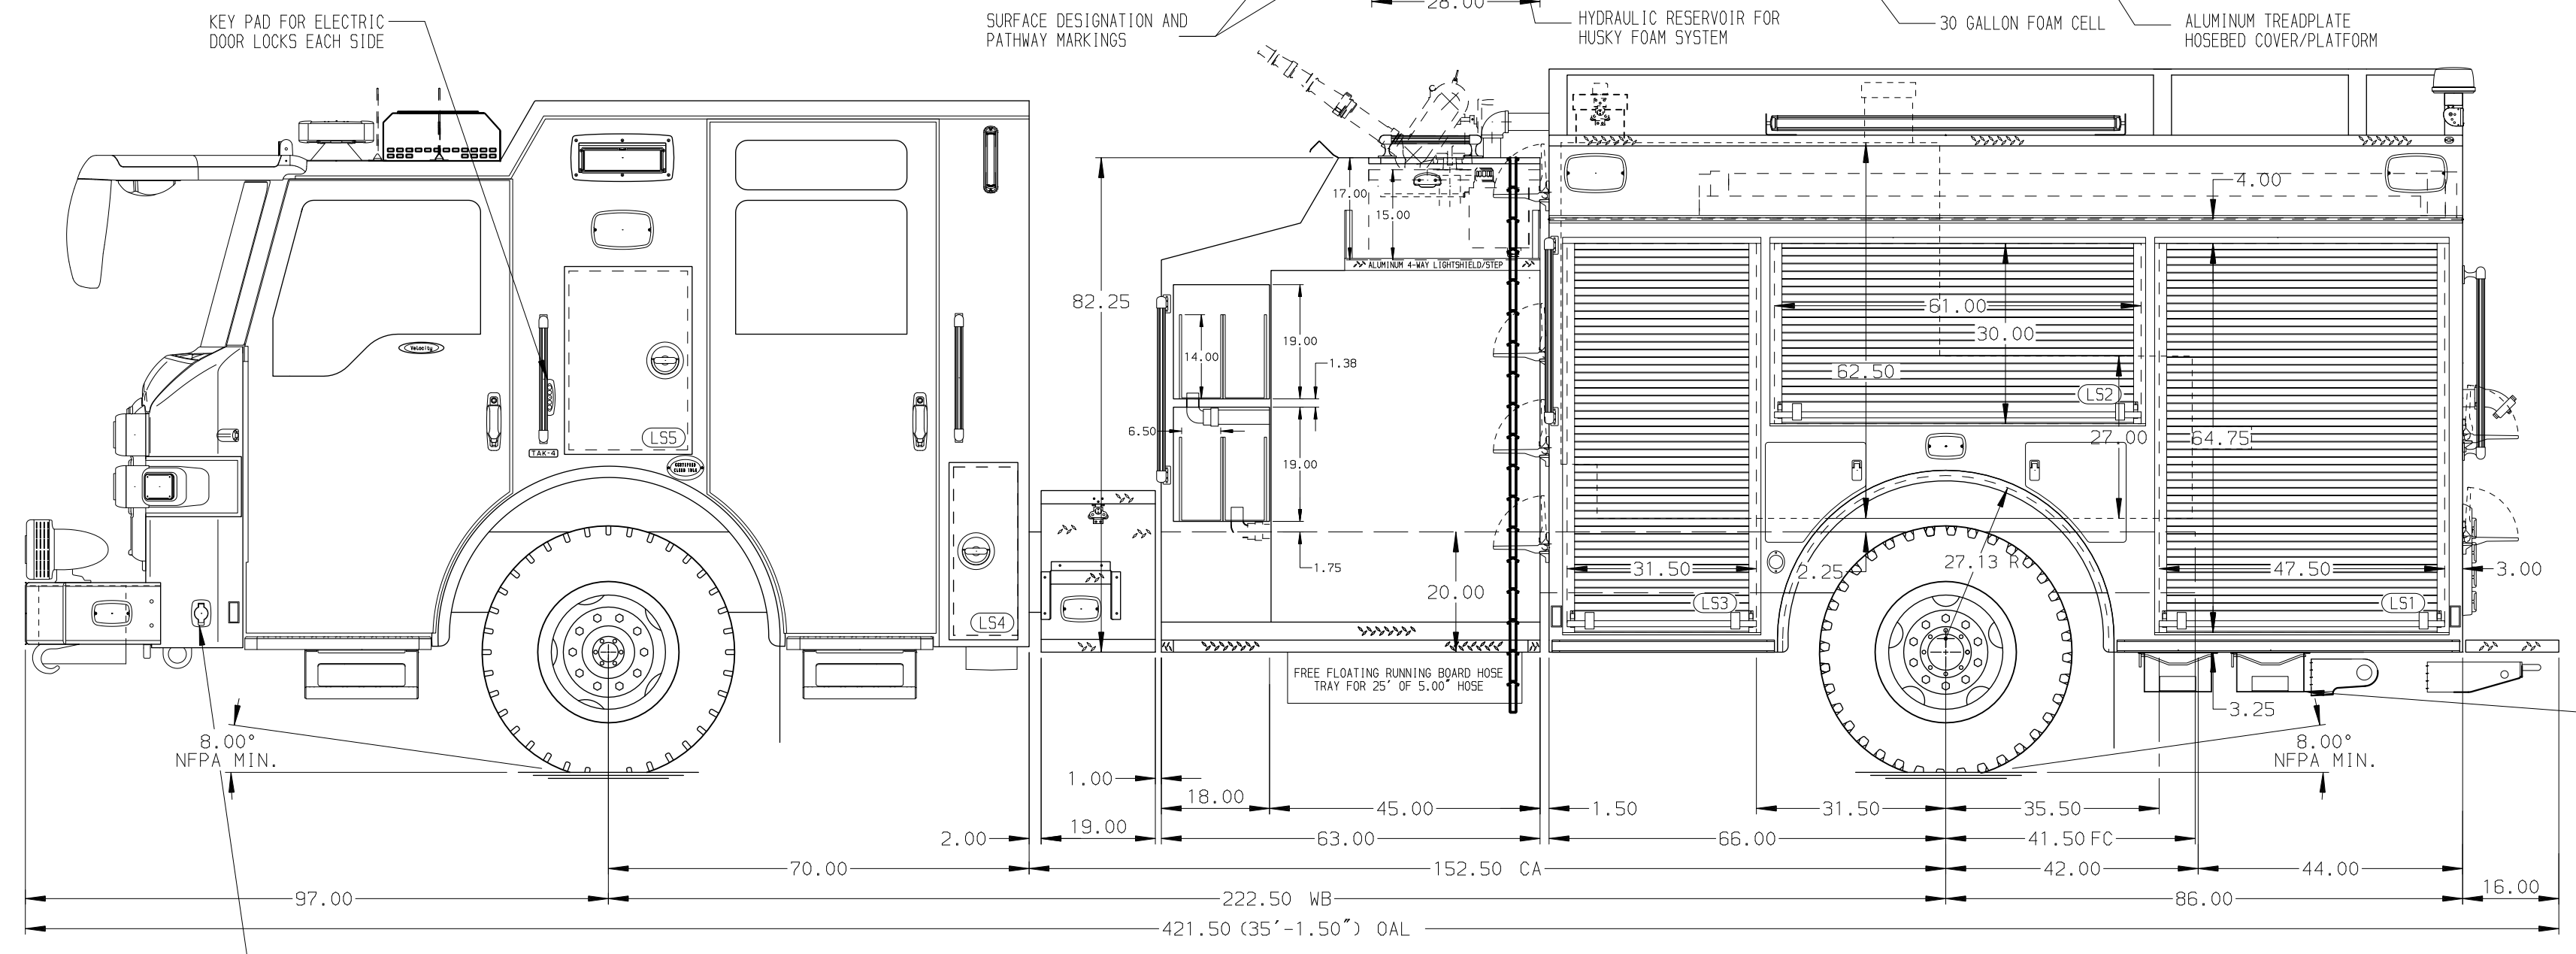 KEY PAD FOR ELECTRIC
DOOR LOCKS EACH SIDE
SURFACE DESIGNATION AND
PATHWAY MARKINGS
28.00
HYDRAULIC RESERVOIR FOR
HUSKY FOAM SYSTEM
30 GALLON FOAM CELL
ALUMINUM TREADPLATE
HOSEBED COVER/PLATFORM
17.00
15.00
4.00
ALUMINUM 4-WAY LIGHTSHIELD/STEP
82.25
61.00
30.00
19.00
14.00
1.38
Velocity
62.50
LS2
6.50
LS5
27.00
64.75
TAK-4
19.00
1.75
20.00
31.50
2.25
27.13 R
47.50
3.00
LS4
LS3
LS1
FREE FLOATING RUNNING BOARD HOSE
TRAY FOR 25' OF 5.00" HOSE
3.25
8.00°
NFPA MIN.
8.00°
NFPA MIN.
1.00
18.00
45.00
1.50
31.50
35.50
2.00
19.00
63.00
66.00
41.50 FC
70.00
152.50 CA
42.00
44.00
97.00
222.50 WB
86.00
16.00
421.50 (35'-1.50") OAL